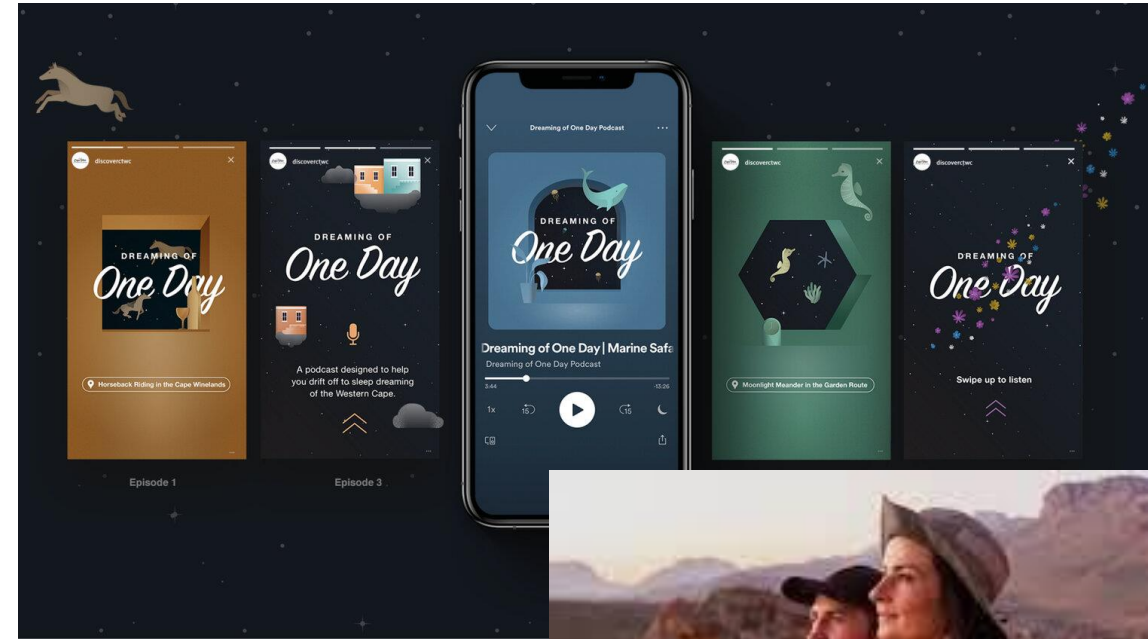 discoverctwc
DREAMING OF
One Day
Horseback Riding in the Cape Winelands
Episode 1
discoverctwc
DREAMING OF
One Day
A podcast designed to help
you drift off to sleep dreaming
of the Western Cape.
Episode 3
Dreaming of One Day Podcast
DREAMING OF
One Day
Dreaming of One Day | Marine Safa
Dreaming of One Day Podcast
3:44 -15:26
1x 15 15
discoverctwc
Moonlight Meander in the Garden Route
discoverctwc
DREAMING OF
One Day
Swipe up to listen